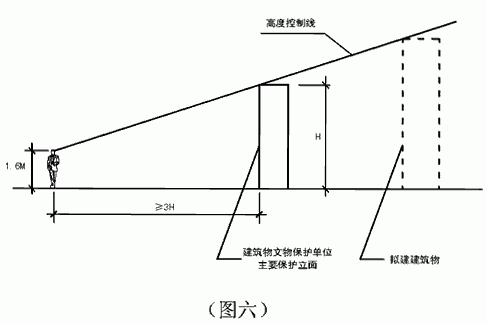 高度控制线
H
1.6M
≥3H
建筑物文物保护单位
主要保护立面
拟建建筑物
（图六）